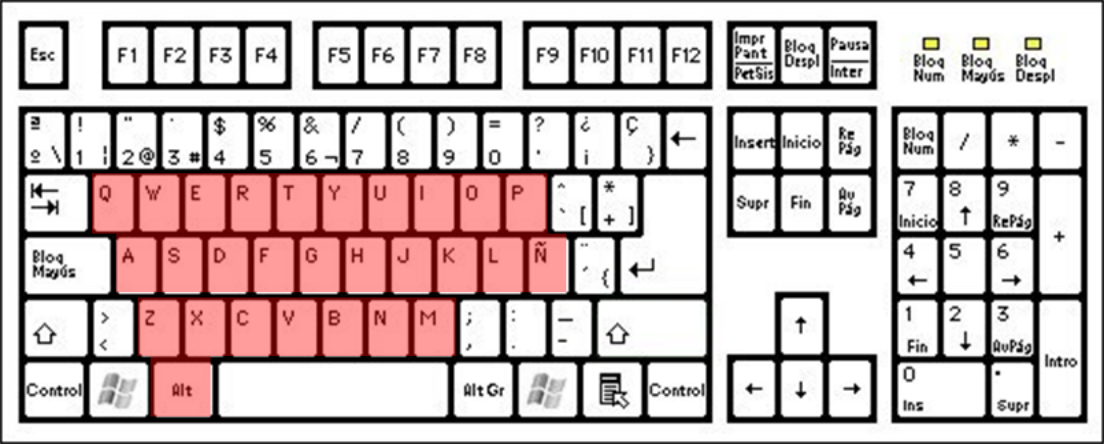 Esc F1 F2 F3 F4 F5 F6 F7 F8 F9 F10 F11 F12 Impr Pant PetSis Bloq Despl Pausa Inter
Bloq Num Bloq Mayús Bloq Despl
ª º \ ! 1 ¦ " 2 @ · 3 # $ 4 % 5 & 6 ¬ / 7 ( 8 ) 9 = 0 ? ' ¿ ¡ Ç } ← Insert Inicio Re Pág Bloq Num / * -
Q W E R T Y U I O P ^ ` [ * + ] Supr Fin Av Pág 7 Inicio 8 ↑ 9 RePág +
Bloq Mayús A S D F G H J K L Ñ ¨ ´ { ↵ 4 ← 5 6 →
> < Z X C V B N M ; , : . _ - ↑ 1 Fin 2 ↓ 3 AvPág Intro
Control Alt Alt Gr Control ← ↓ → 0 Ins . Supr